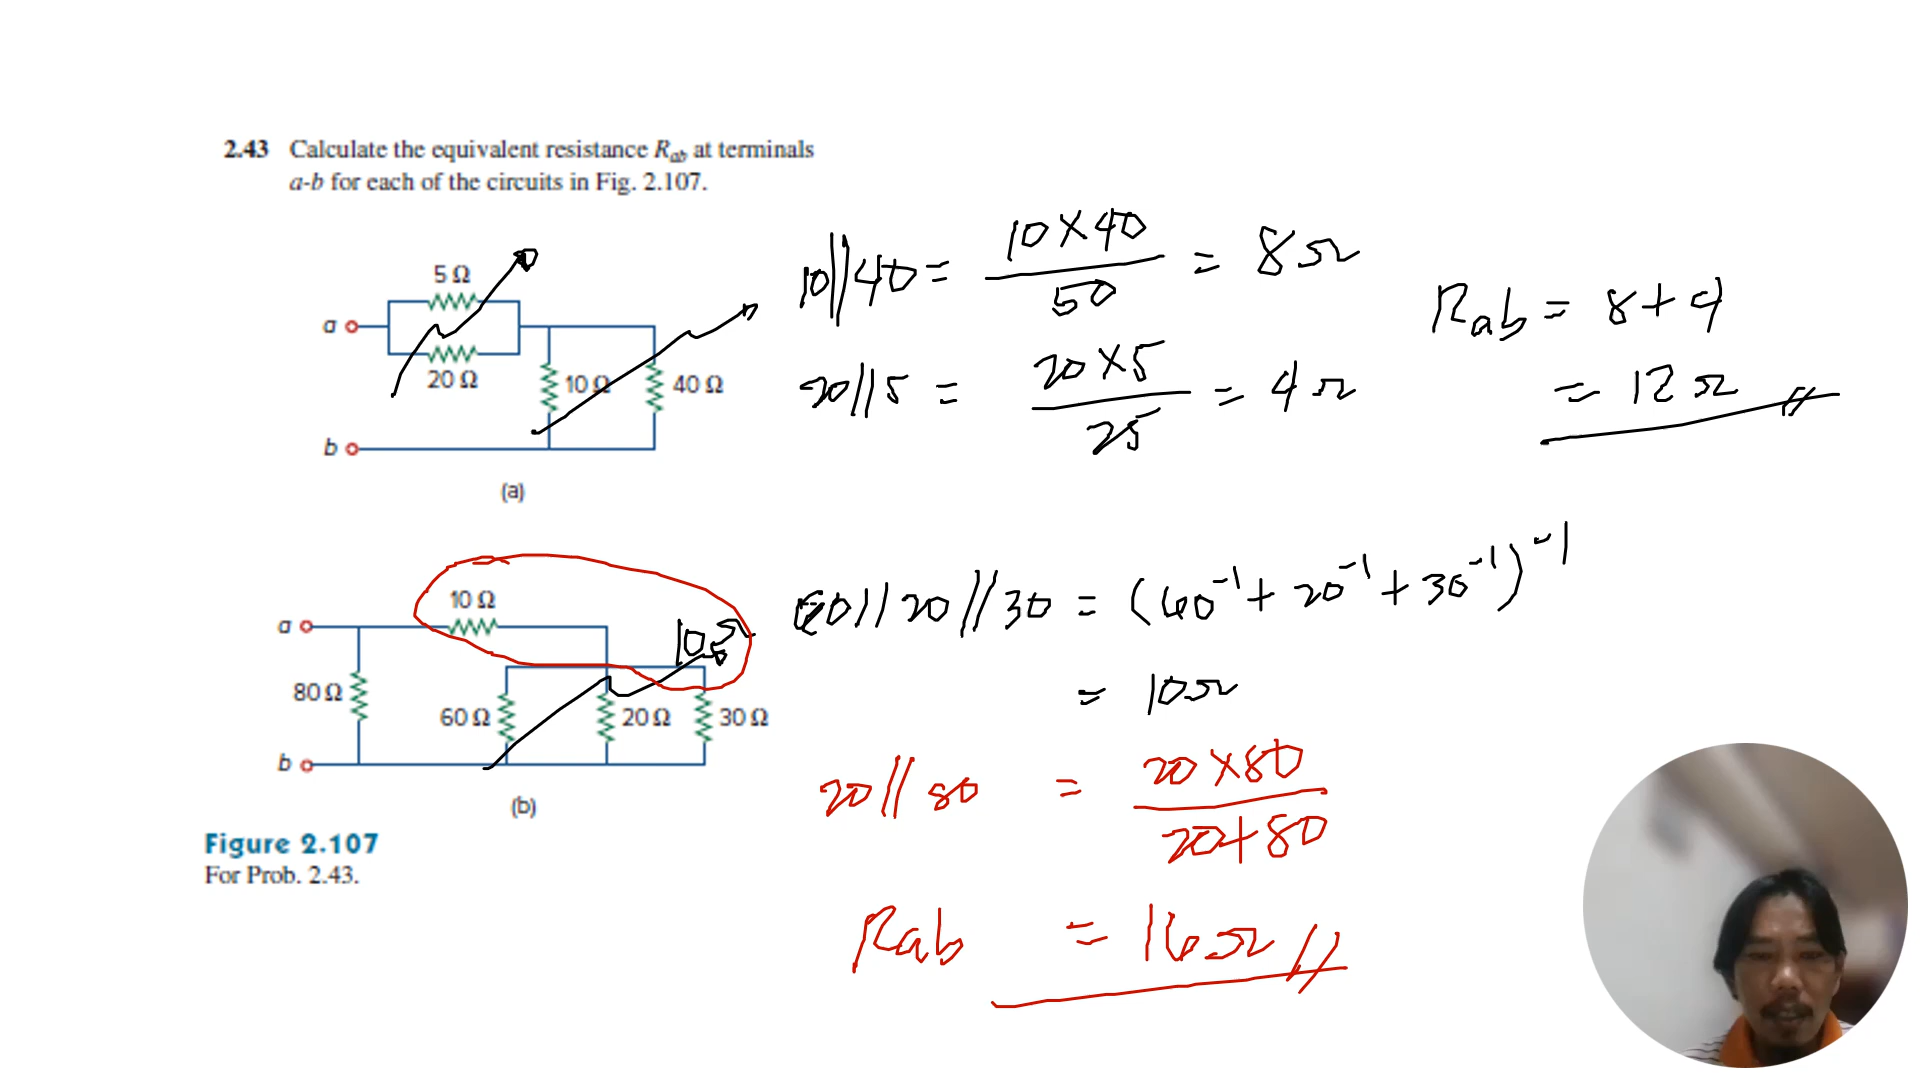 2.43 Calculate the equivalent resistance Rab at terminals
a-b for each of the circuits in Fig. 2.107.
5 Ω
a
20 Ω
10 Ω
40 Ω
b
(a)
10//40 = 10×40/50 = 8Ω
20//5 = 20×5/25 = 4Ω
Rab = 8+4
= 12Ω //
10 Ω
a
10Ω
80 Ω
60 Ω
20 Ω
30 Ω
b
(b)
Figure 2.107
For Prob. 2.43.
60//20//30 = (60⁻¹ + 20⁻¹ + 30⁻¹)⁻¹
= 10Ω
20//80 = 20×80/20+80
Rab = 16Ω //